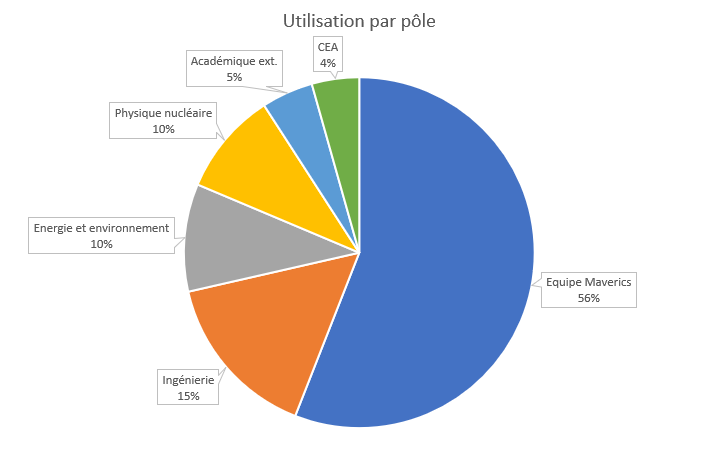 Utilisation par pôle
CEA
4%
Académique ext.
5%
Physique nucléaire
10%
Energie et environnement
10%
Equipe Maverics
56%
Ingénierie
15%